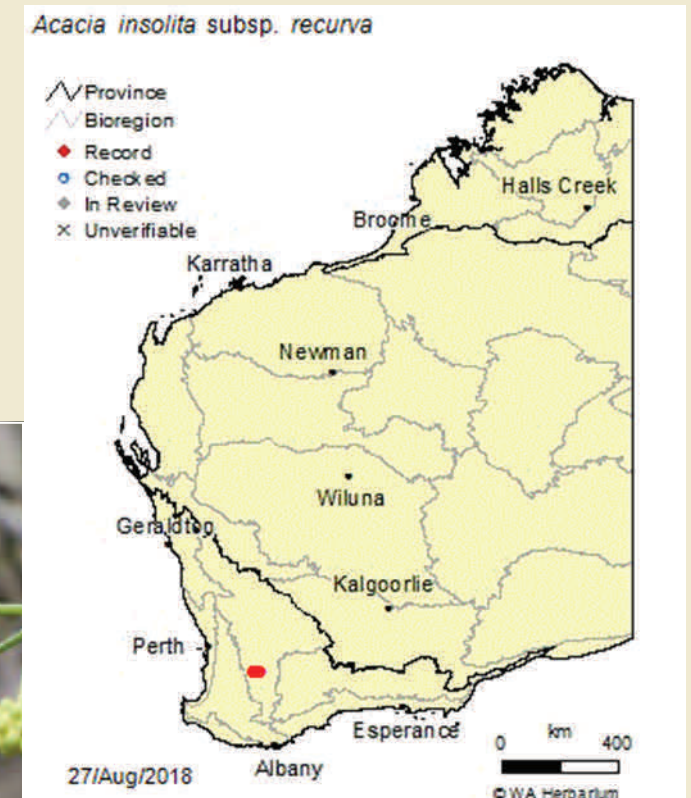 Acacia insolita subsp. recurva
Province
Bioregion
Record
Checked
In Review
Unverifiable
Halls Creek
Broome
Karratha
Newman
Wiluna
Geraldton
Kalgoorlie
Perth
Esperance
0 km 400
27/Aug/2018
Albany
© WA Herbarium